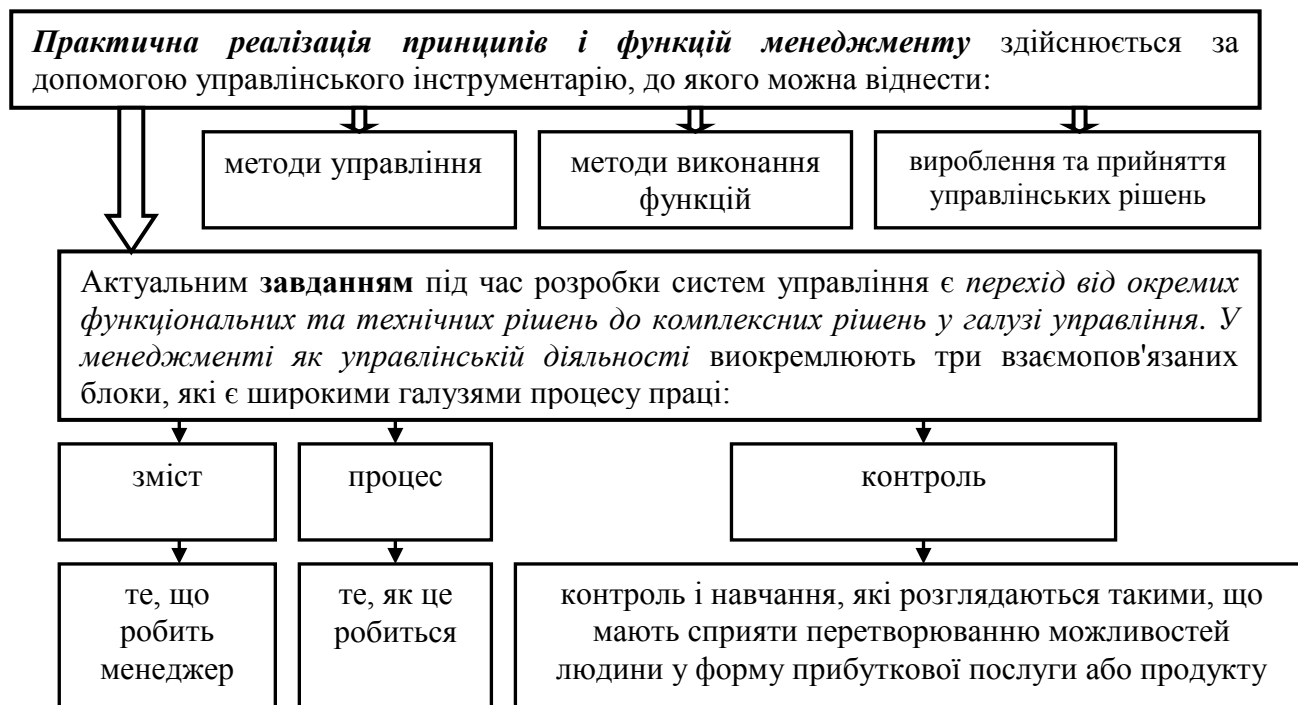 Практична реалізація принципів і функцій менеджменту здійснюється за
допомогою управлінського інструментарію, до якого можна віднести:
методи управління
методи виконання
функцій
вироблення та прийняття
управлінських рішень
Актуальним завданням під час розробки систем управління є перехід від окремих
функціональних та технічних рішень до комплексних рішень у галузі управління. У
менеджменті як управлінській діяльності виокремлюють три взаємопов'язаних
блоки, які є широкими галузями процесу праці:
зміст
процес
контроль
те, що
робить
менеджер
те, як це
робиться
контроль і навчання, які розглядаються такими, що
мають сприяти перетворюванню можливостей
людини у форму прибуткової послуги або продукту